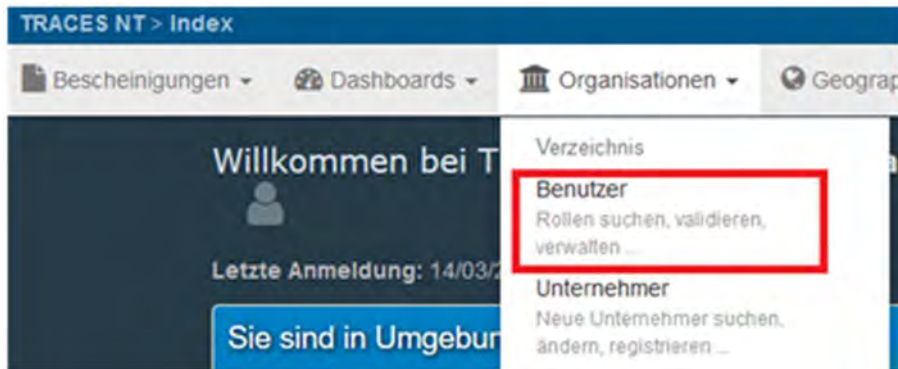 TRACES NT > Index
Bescheinigungen Dashboards Organisationen
Willkommen bei T
Verzeichnis
Benutzer
Rollen suchen, validieren,
verwalten ...
Letzte Anmeldung: 14/03/2
Unternehmer
Neue Unternehmer suchen,
ändern, registrieren ...
Sie sind in Umgebun